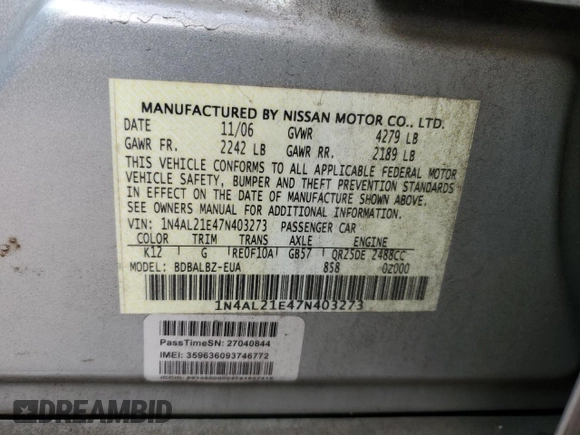 MANUFACTURED BY NISSAN MOTOR CO., LTD.
DATE 11/06 GVWR 4279 LB
GAWR FR. 2242 LB GAWR RR. 2189 LB
THIS VEHICLE CONFORMS TO ALL APPLICABLE FEDERAL MOTOR
VEHICLE SAFETY, BUMPER AND THEFT PREVENTION STANDARDS
IN EFFECT ON THE DATE OF MANUFACTURE SHOWN ABOVE.
SEE OWNERS MANUAL FOR ADDITIONAL INFORMATION.
VIN: 1N4AL21E47N403273 PASSENGER CAR
COLOR TRIM TRANS AXLE ENGINE
K12 G RE0F10A GB57 QR25DE 2488CC
MODEL: BDBALBZ-EUA 858 0Z000
1N4AL21E47N403273
PassTimeSN: 27040844
IMEI: 359636093746772
DREAMBID